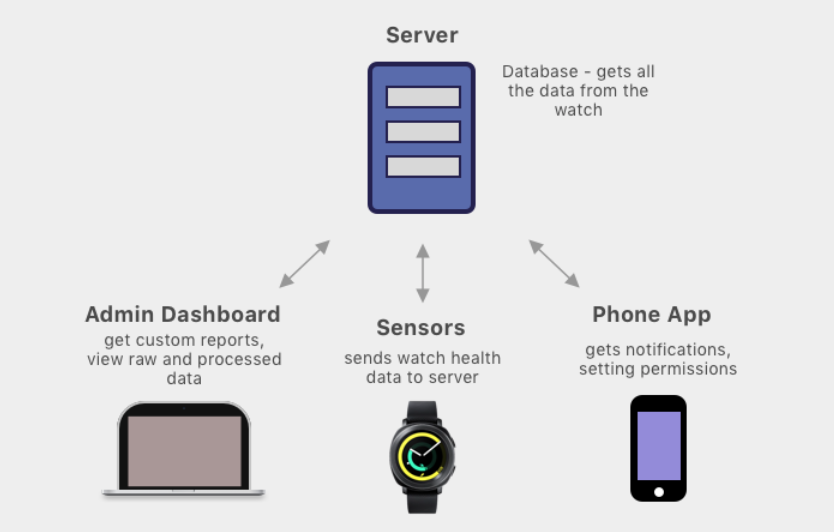 Server
Database - gets all
the data from the
watch
Admin Dashboard
get custom reports,
view raw and processed
data
Sensors
sends watch health
data to server
Phone App
gets notifications,
setting permissions